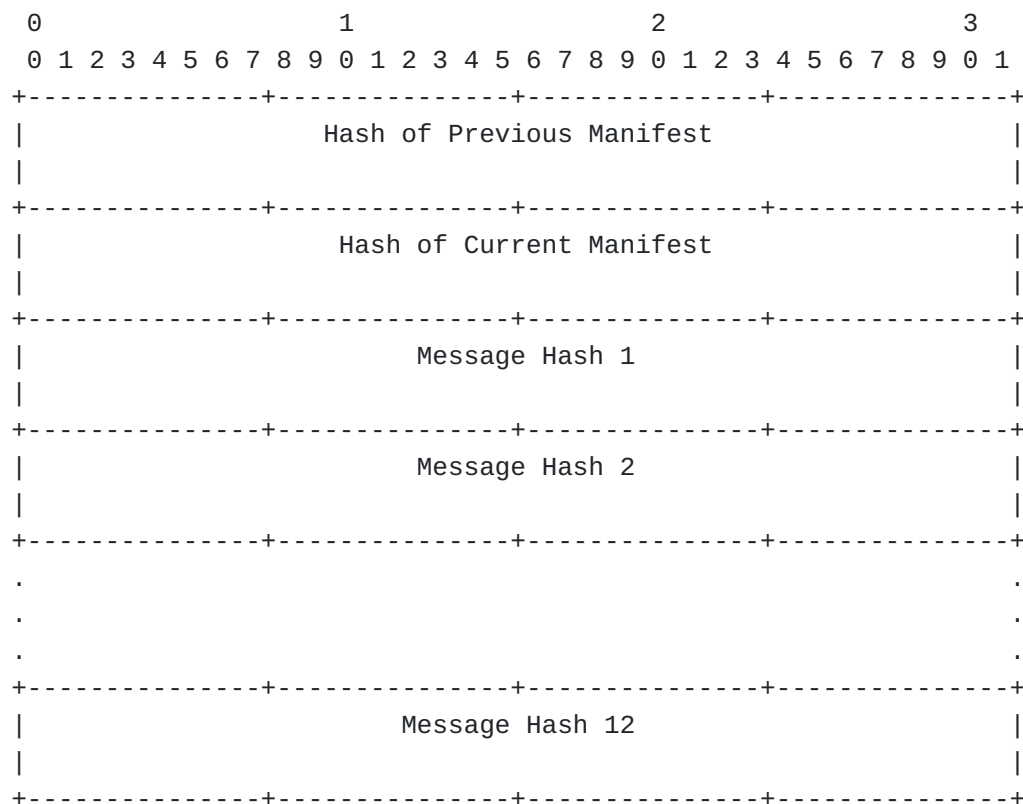 0                   1                   2                   3
 0 1 2 3 4 5 6 7 8 9 0 1 2 3 4 5 6 7 8 9 0 1 2 3 4 5 6 7 8 9 0 1
+---------------+---------------+---------------+---------------+
|                   Hash of Previous Manifest                   |
|                                                               |
+---------------+---------------+---------------+---------------+
|                    Hash of Current Manifest                   |
|                                                               |
+---------------+---------------+---------------+---------------+
|                         Message Hash 1                        |
|                                                               |
+---------------+---------------+---------------+---------------+
|                         Message Hash 2                        |
|                                                               |
+---------------+---------------+---------------+---------------+
.                                                               .
.                                                               .
.                                                               .
+---------------+---------------+---------------+---------------+
|                        Message Hash 12                        |
|                                                               |
+---------------+---------------+---------------+---------------+